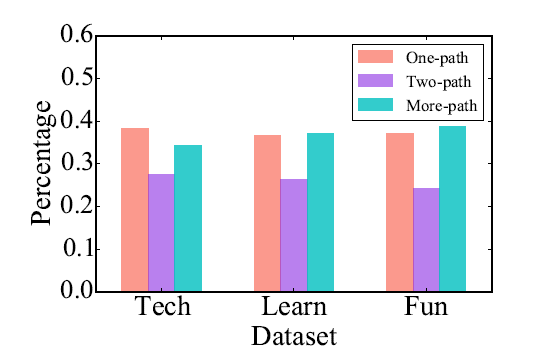 0.6
0.5
0.4
0.3
0.2
0.1
0.0
Percentage
One-path
Two-path
More-path
Tech
Learn
Fun
Dataset